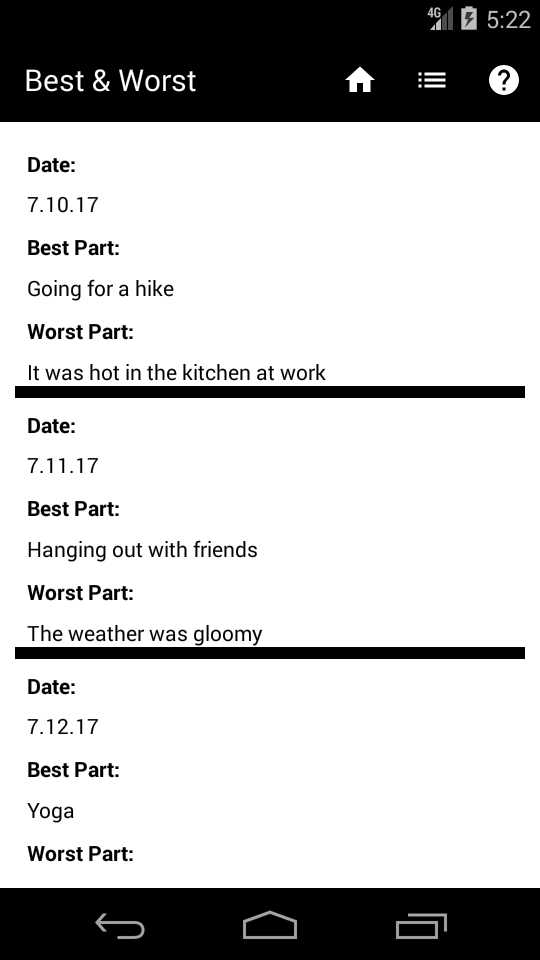 4G 5:22
Best & Worst
Date:
7.10.17
Best Part:
Going for a hike
Worst Part:
It was hot in the kitchen at work
Date:
7.11.17
Best Part:
Hanging out with friends
Worst Part:
The weather was gloomy
Date:
7.12.17
Best Part:
Yoga
Worst Part: